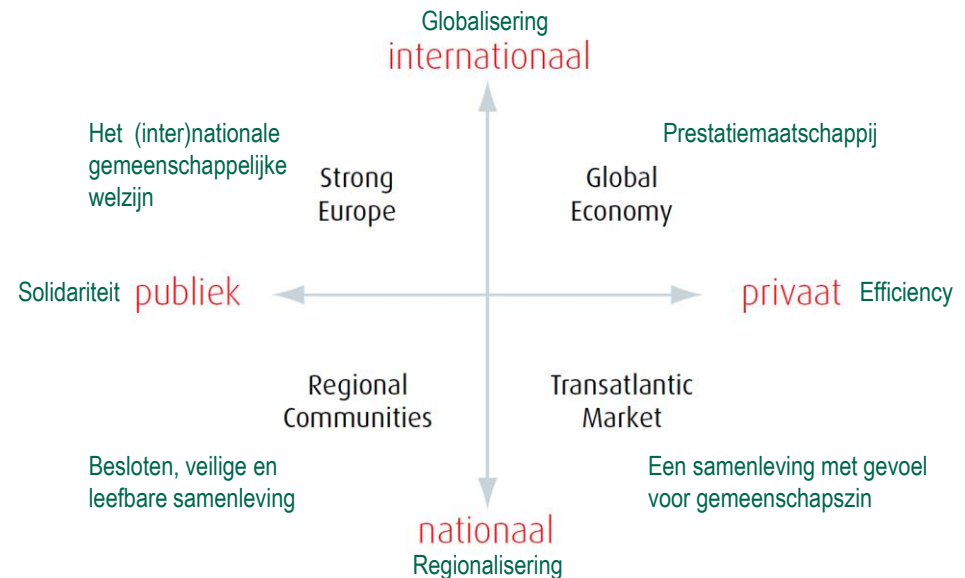 Globalisering
internationaal
Het (inter)nationale
gemeenschappelijke
welzijn
Prestatiemaatschappij
Strong
Europe
Global
Economy
Solidariteit publiek
privaat Efficiency
Regional
Communities
Transatlantic
Market
Besloten, veilige en
leefbare samenleving
Een samenleving met gevoel
voor gemeenschapszin
nationaal
Regionalisering